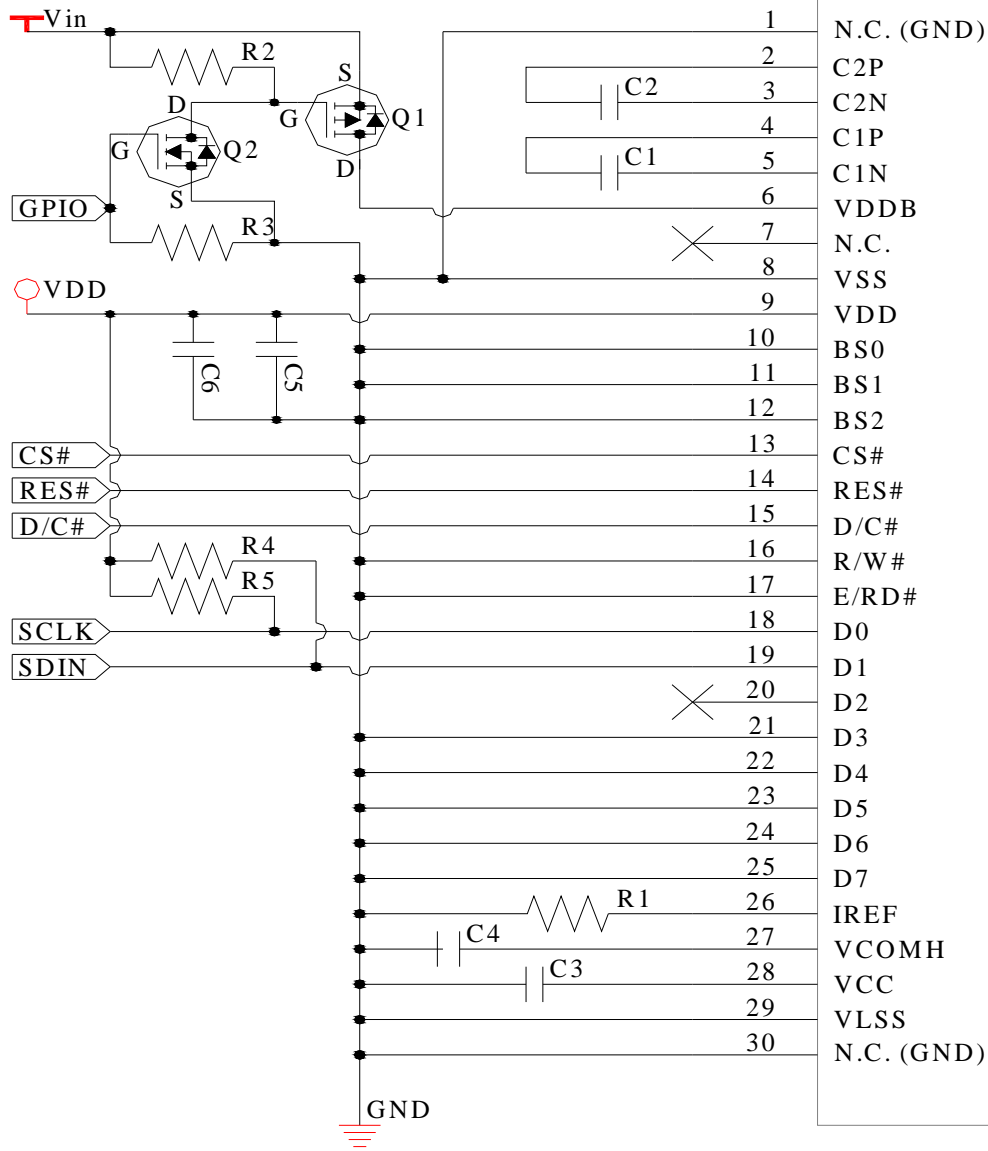 Vin
R2
S
D
G
Q1
G
Q2
D
S
GPIO
R3
VDD
C6
C5
CS#
RES#
D/C#
R4
R5
SCLK
SDIN
C2
C1
R1
C4
C3
GND
1 N.C. (GND)
2 C2P
3 C2N
4 C1P
5 C1N
6 VDDB
7 N.C.
8 VSS
9 VDD
10 BS0
11 BS1
12 BS2
13 CS#
14 RES#
15 D/C#
16 R/W#
17 E/RD#
18 D0
19 D1
20 D2
21 D3
22 D4
23 D5
24 D6
25 D7
26 IREF
27 VCOMH
28 VCC
29 VLSS
30 N.C. (GND)